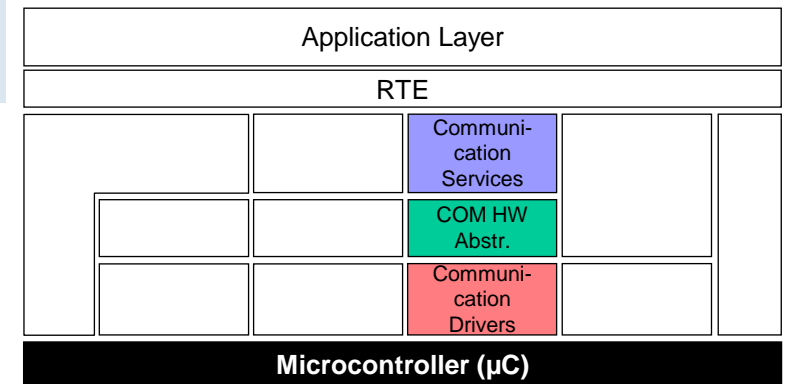 Application Layer
RTE
Communi-
cation
Services
COM HW
Abstr.
Communi-
cation
Drivers
Microcontroller (µC)